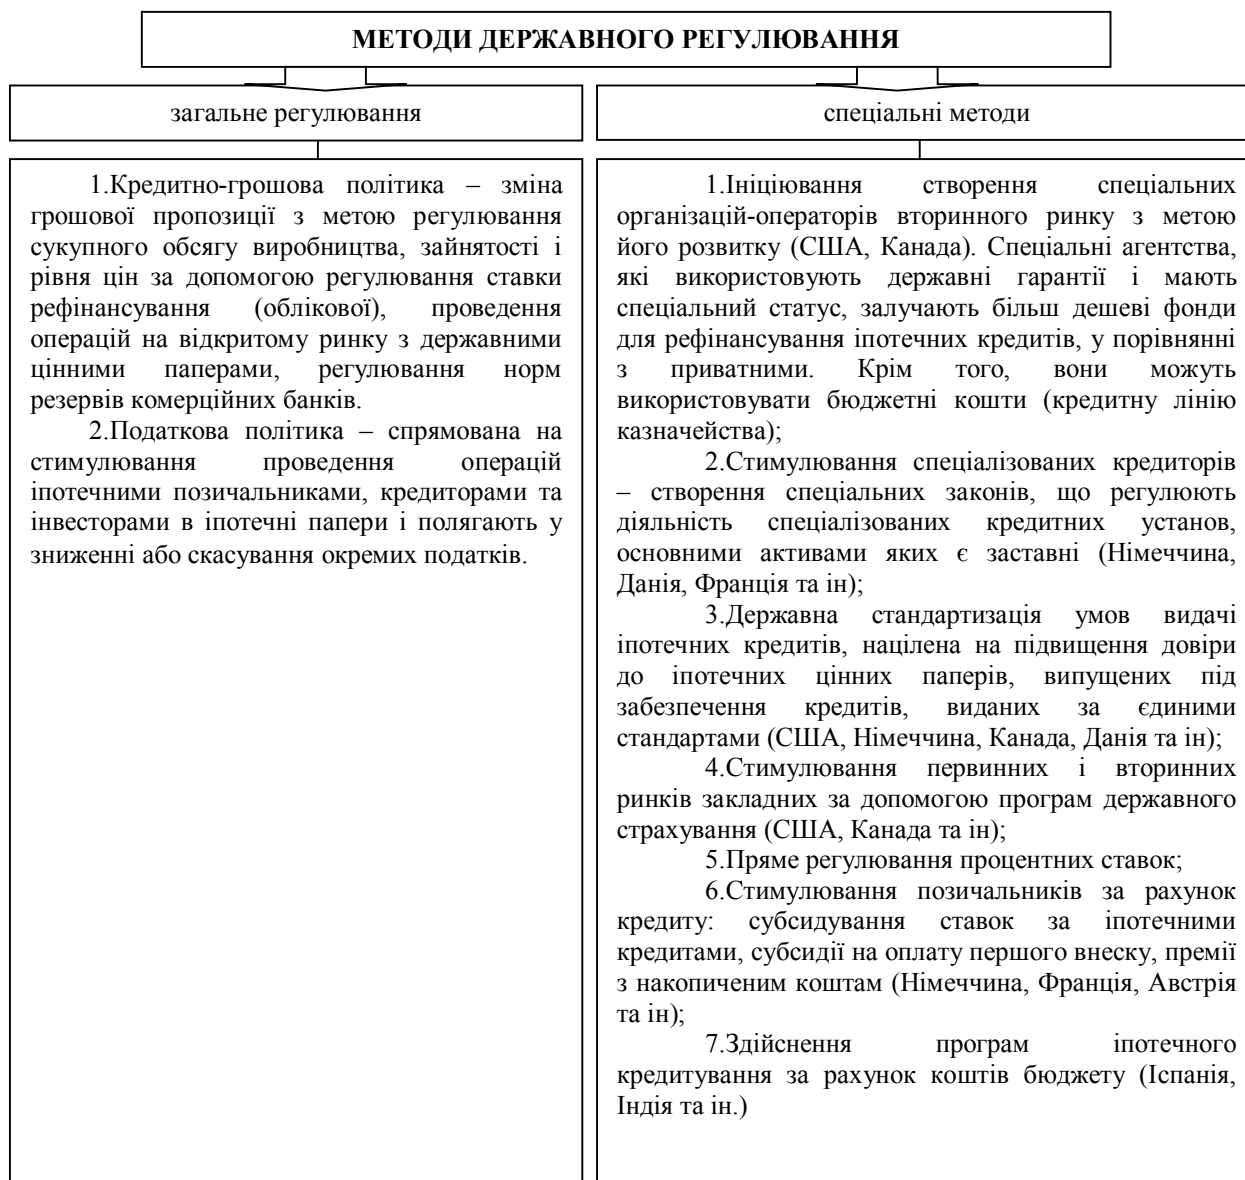 МЕТОДИ ДЕРЖАВНОГО РЕГУЛЮВАННЯ
загальне регулювання
1.Кредитно-грошова політика – зміна
грошової пропозиції з метою регулювання
сукупного обсягу виробництва, зайнятості і
рівня цін за допомогою регулювання ставки
рефінансування (облікової), проведення
операцій на відкритому ринку з державними
цінними паперами, регулювання норм
резервів комерційних банків.
2.Податкова політика – спрямована на
стимулювання проведення операцій
іпотечними позичальниками, кредиторами та
інвесторами в іпотечні папери і полягають у
зниженні або скасування окремих податків.
спеціальні методи
1.Ініціювання створення спеціальних
організацій-операторів вторинного ринку з метою
його розвитку (США, Канада). Спеціальні агентства,
які використовують державні гарантії і мають
спеціальний статус, залучають більш дешеві фонди
для рефінансування іпотечних кредитів, у порівнянні
з приватними. Крім того, вони можуть
використовувати бюджетні кошти (кредитну лінію
казначейства);
2.Стимулювання спеціалізованих кредиторів
– створення спеціальних законів, що регулюють
діяльність спеціалізованих кредитних установ,
основними активами яких є заставні (Німеччина,
Данія, Франція та ін);
3.Державна стандартизація умов видачі
іпотечних кредитів, націлена на підвищення довіри
до іпотечних цінних паперів, випущених під
забезпечення кредитів, виданих за єдиними
стандартами (США, Німеччина, Канада, Данія та ін);
4.Стимулювання первинних і вторинних
ринків закладних за допомогою програм державного
страхування (США, Канада та ін);
5.Пряме регулювання процентних ставок;
6.Стимулювання позичальників за рахунок
кредиту: субсидування ставок за іпотечними
кредитами, субсидії на оплату першого внеску, премії
з накопиченим коштам (Німеччина, Франція, Австрія
та ін);
7.Здійснення програм іпотечного
кредитування за рахунок коштів бюджету (Іспанія,
Індія та ін.)